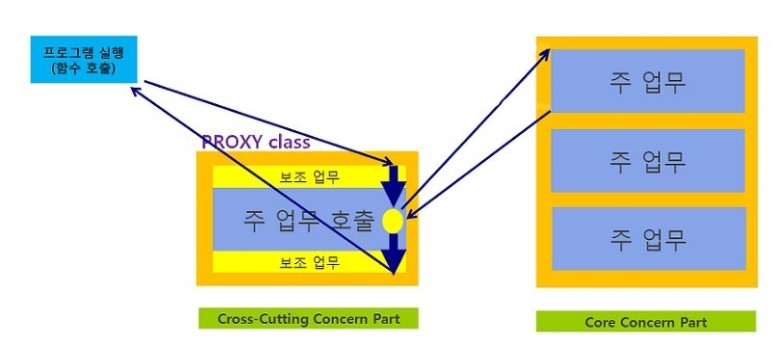 프로그램 실행
(함수 호출)
PROXY class
보조 업무
주 업무 호출
보조 업무
Cross-Cutting Concern Part
주 업무
주 업무
주 업무
Core Concern Part